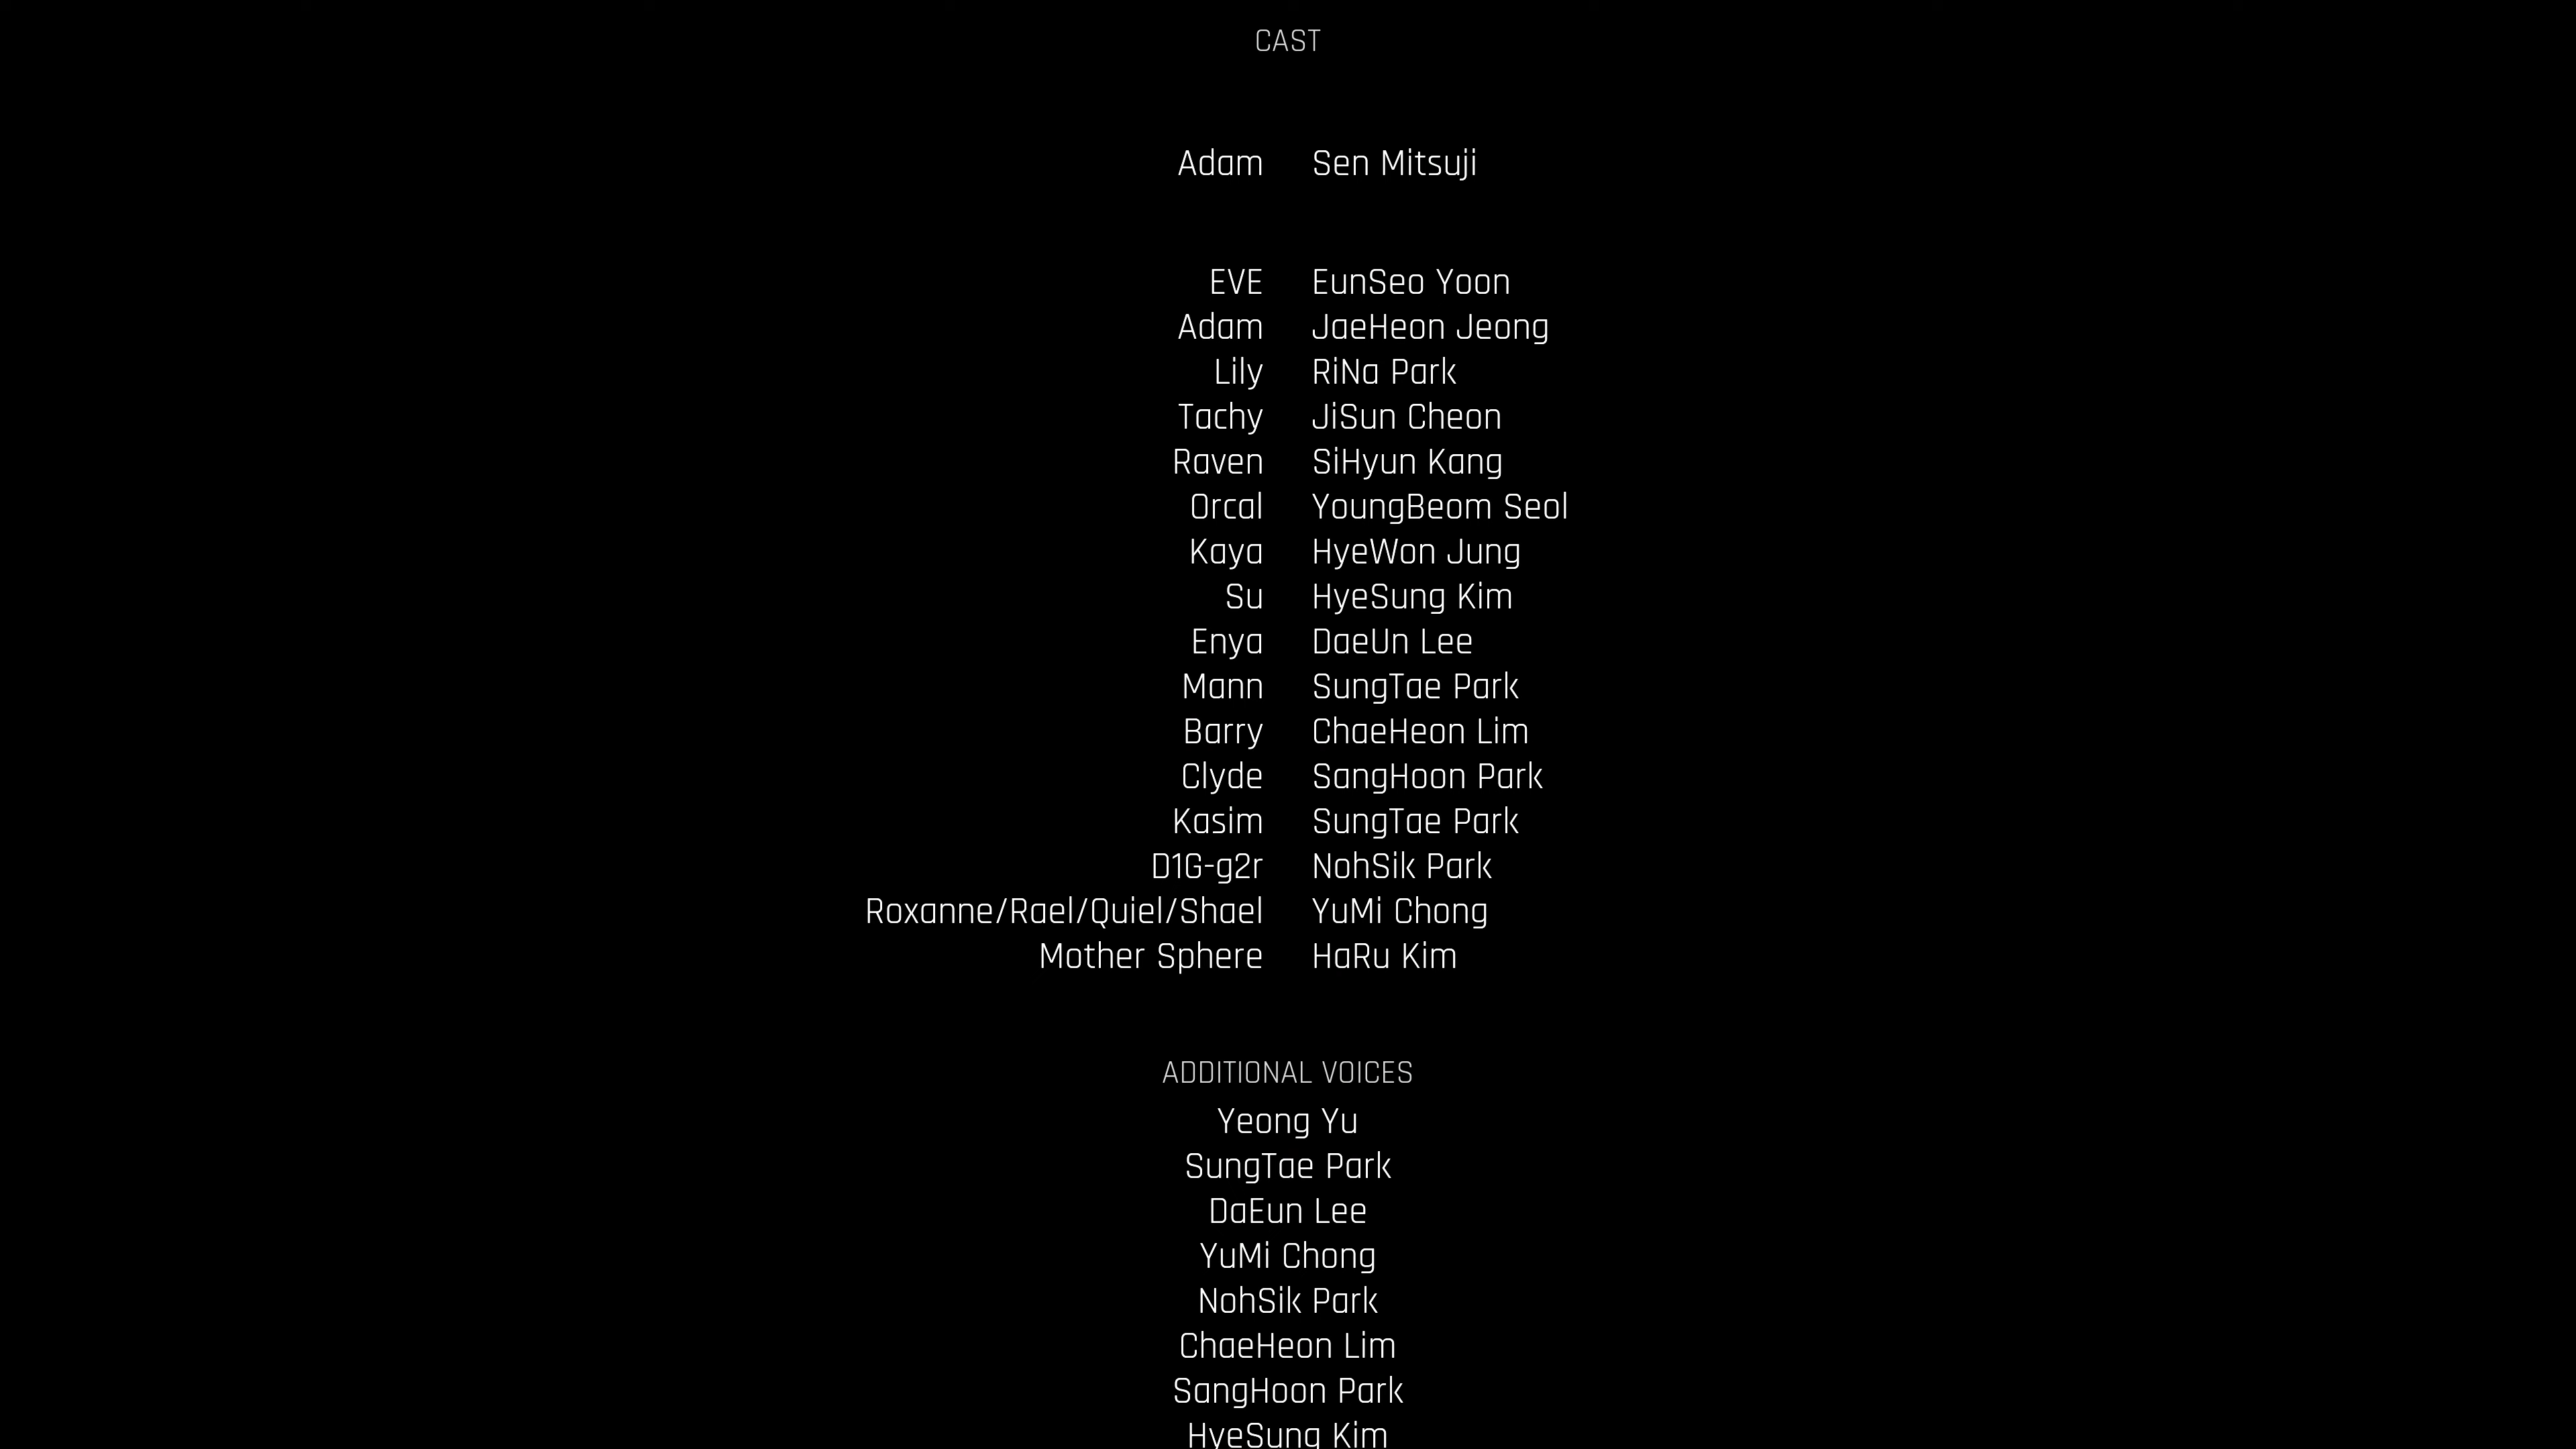 CAST
Adam Sen Mitsuji
EVE EunSeo Yoon
Adam JaeHeon Jeong
Lily RiNa Park
Tachy JiSun Cheon
Raven SiHyun Kang
Orcal YoungBeom Seol
Kaya HyeWon Jung
Su HyeSung Kim
Enya DaeUn Lee
Mann SungTae Park
Barry ChaeHeon Lim
Clyde SangHoon Park
Kasim SungTae Park
D1G-g2r NohSik Park
Roxanne/Rael/Quiel/Shael YuMi Chong
Mother Sphere HaRu Kim
ADDITIONAL VOICES
Yeong Yu
SungTae Park
DaEun Lee
YuMi Chong
NohSik Park
ChaeHeon Lim
SangHoon Park
HyeSung Kim